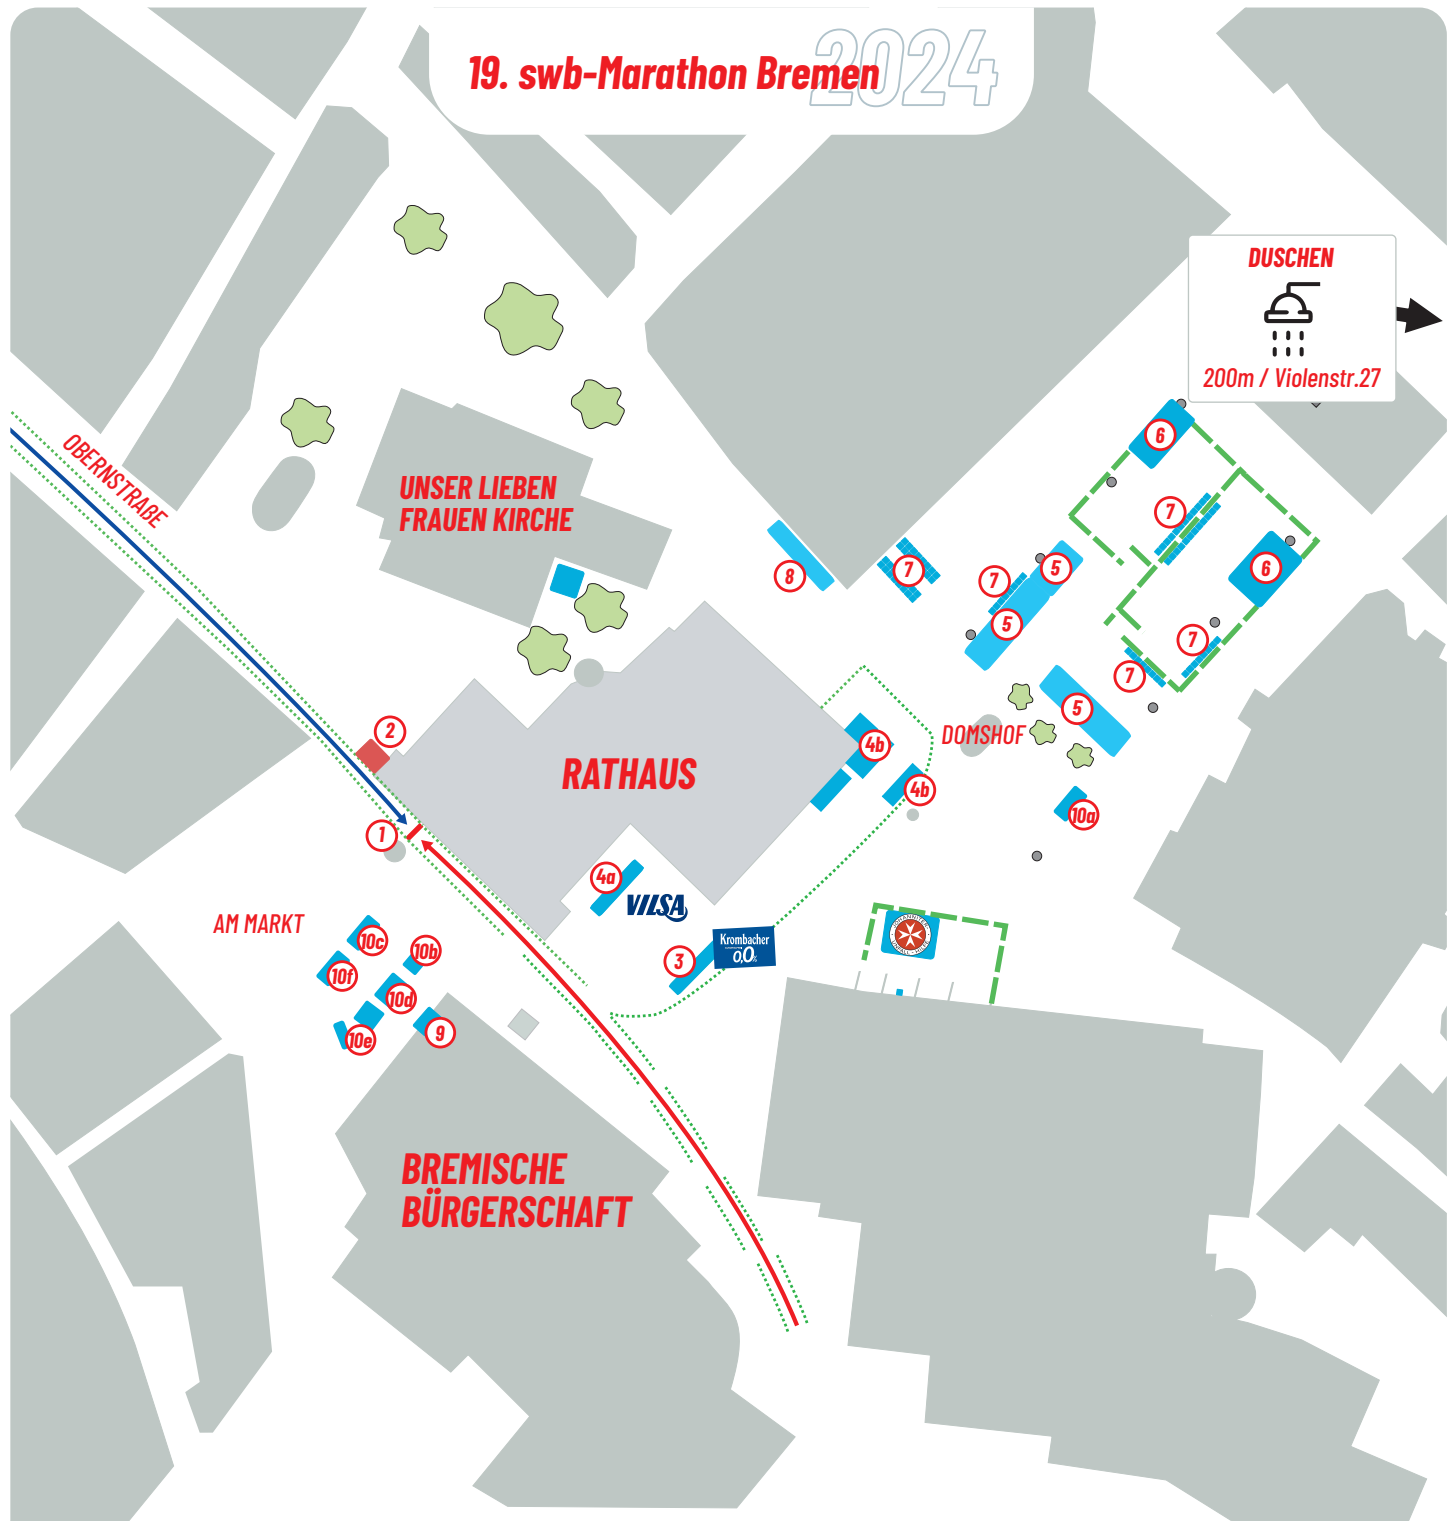 19. swb-Marathon Bremen
2024
DUSCHEN
200m / Violenstr.27
OBERNSTRAßE
UNSER LIEBEN
FRAUEN KIRCHE
6
7
6
8
7
7
5
5
7
7
5
2
RATHAUS
4b
DOMSHOF
4b
10a
1
4a
VILSA
AM MARKT
10c
10b
Krombacher
0,0%
3
10f
10d
10e
9
BREMISCHE
BÜRGERSCHAFT